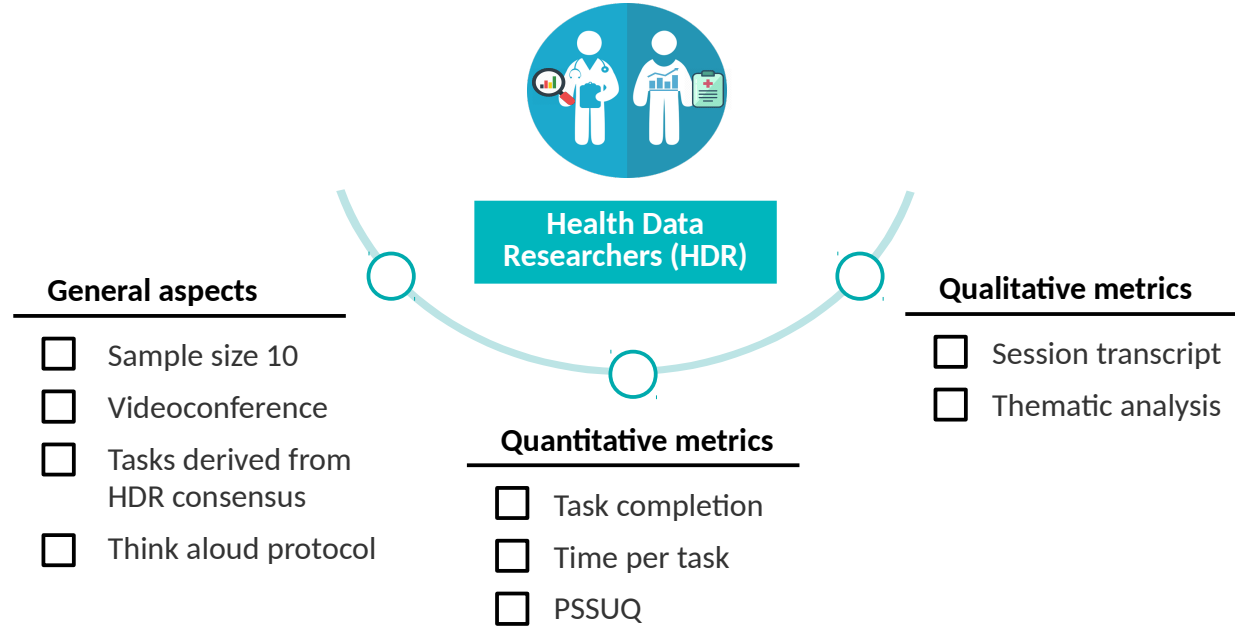 Health Data
Researchers (HDR)
General aspects
Sample size 10
Videoconference
Tasks derived from
HDR consensus
Think aloud protocol
Quantitative metrics
Task completion
Time per task
PSSUQ
Qualitative metrics
Session transcript
Thematic analysis